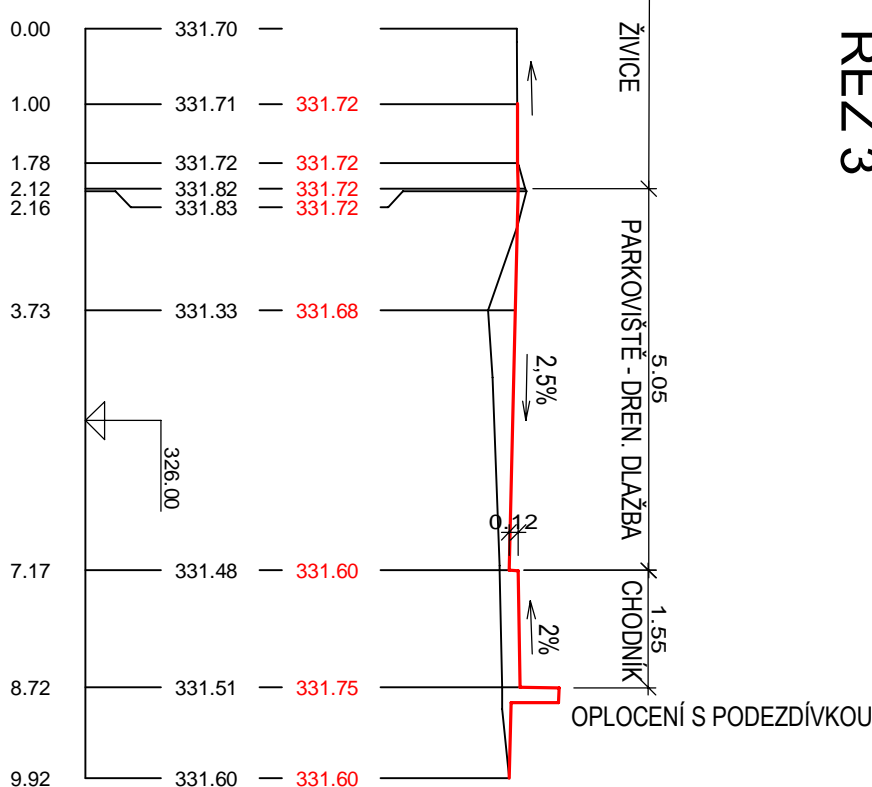 0.00 331.70
1.00 331.71 331.72
1.78 331.72 331.72
2.12 331.82 331.72
2.16 331.83 331.72
3.73 331.33 331.68
326.00
7.17 331.48 331.60
8.72 331.51 331.75
9.92 331.60 331.60
ŽIVICE
PARKOVIŠTĚ - DREN. DLAŽBA
5.05
2,5%
0.12
CHODNÍK
1.55
2%
OPLOCENÍ S PODEZDÍVKOU
ŘEZ 3